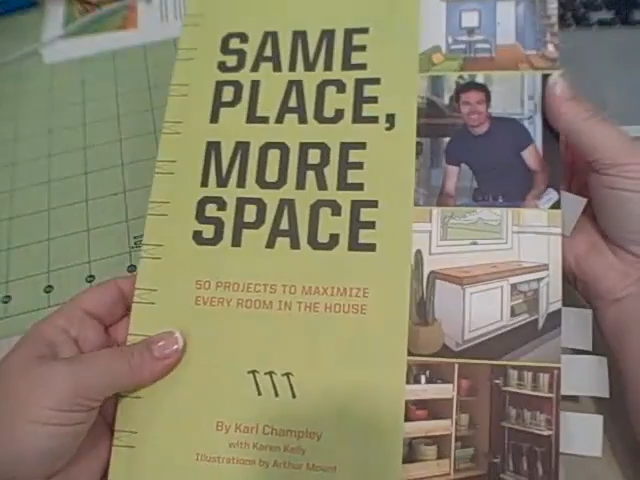 SAME
PLACE,
MORE
SPACE
50 PROJECTS TO MAXIMIZE
EVERY ROOM IN THE HOUSE
By Karl Champley
with Karen Kelly
Illustrations by Arthur Mount